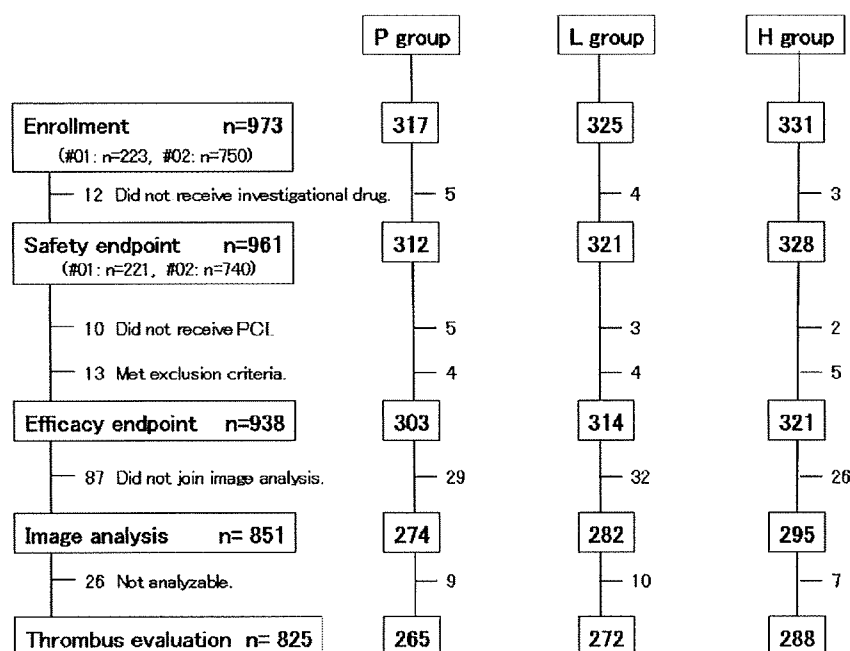 P group L group H group
Enrollment n=973 317 325 331
(#01: n=223, #02: n=750)
12 Did not receive investigational drug. 5 4 3
Safety endpoint n=961 312 321 328
(#01: n=221, #02: n=740)
10 Did not receive PCI. 5 3 2
13 Met exclusion criteria. 4 4 5
Efficacy endpoint n=938 303 314 321
87 Did not join image analysis. 29 32 26
Image analysis n= 851 274 282 295
26 Not analyzable. 9 10 7
Thrombus evaluation n= 825 265 272 288